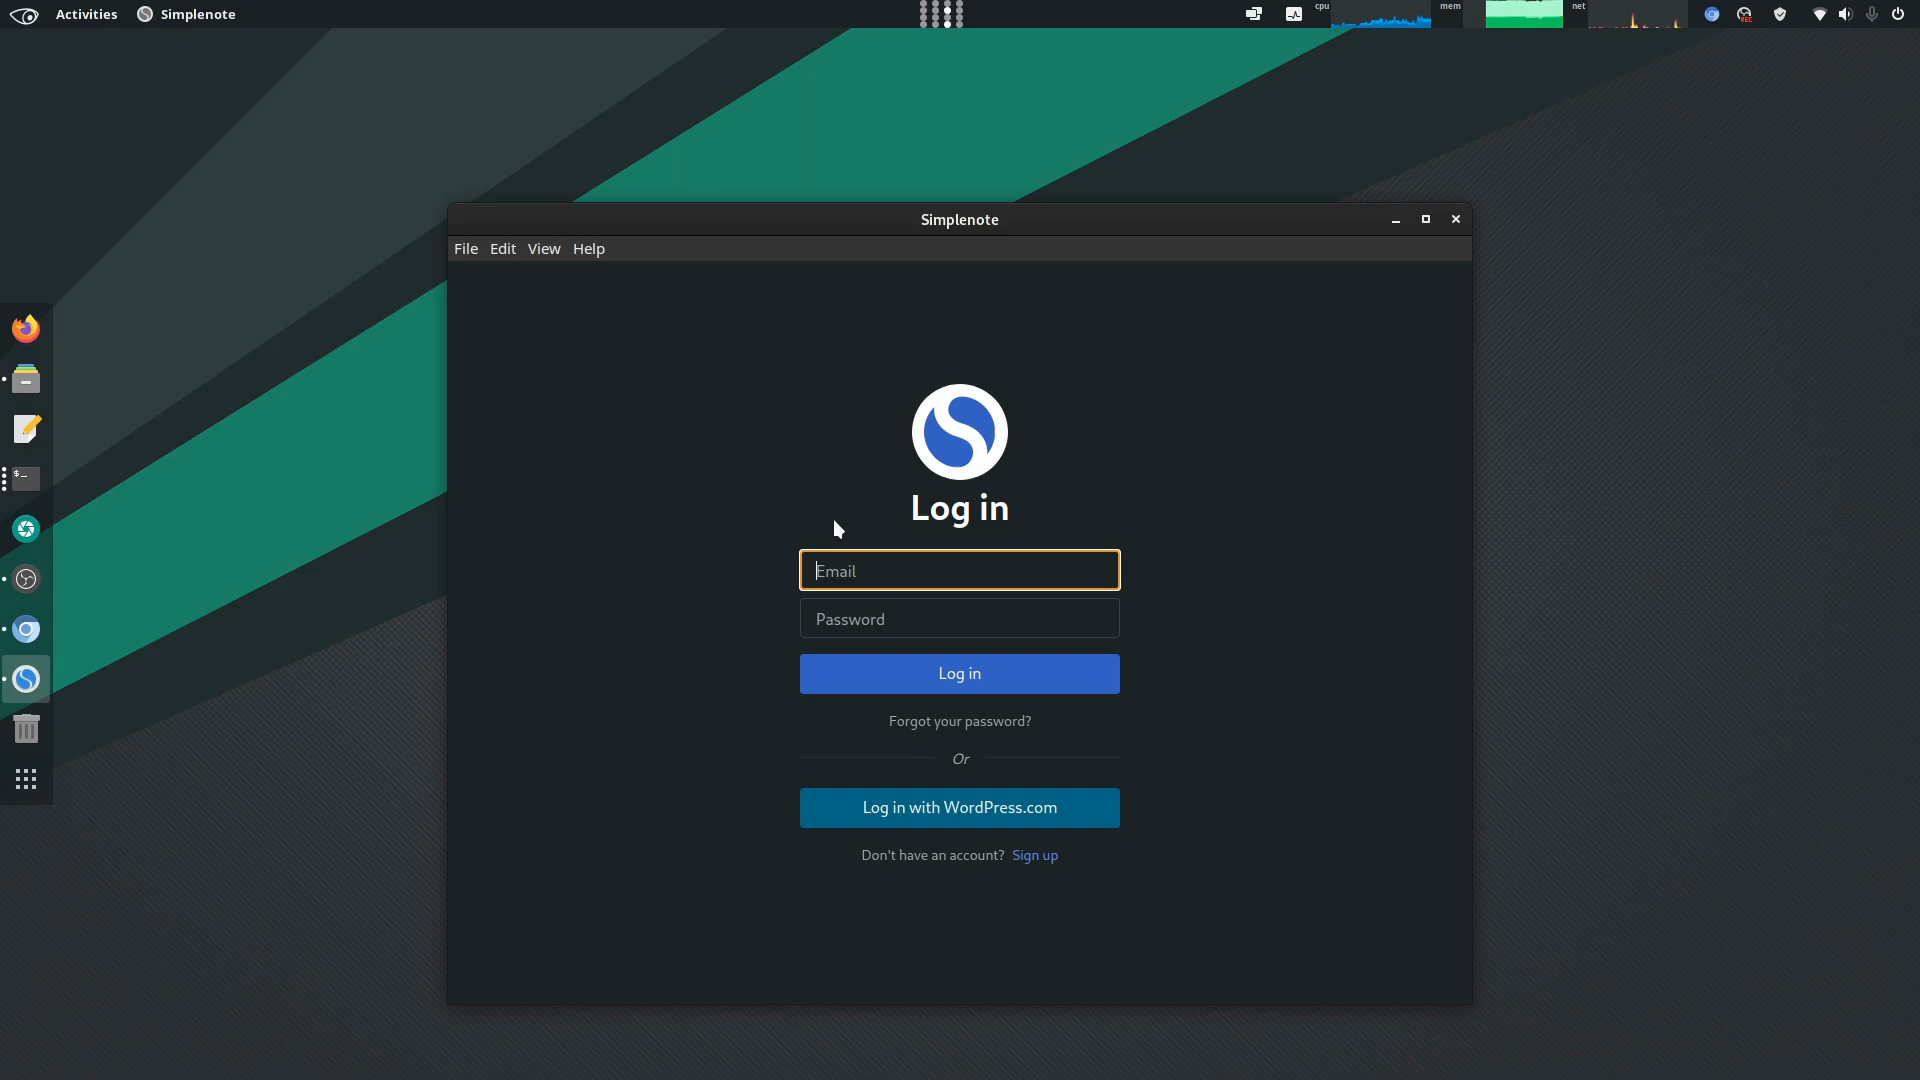 Activities Simplenote cpu mem net
Simplenote
File Edit View Help
Log in
Email
Password
Log in
Forgot your password?
Or
Log in with WordPress.com
Don't have an account? Sign up